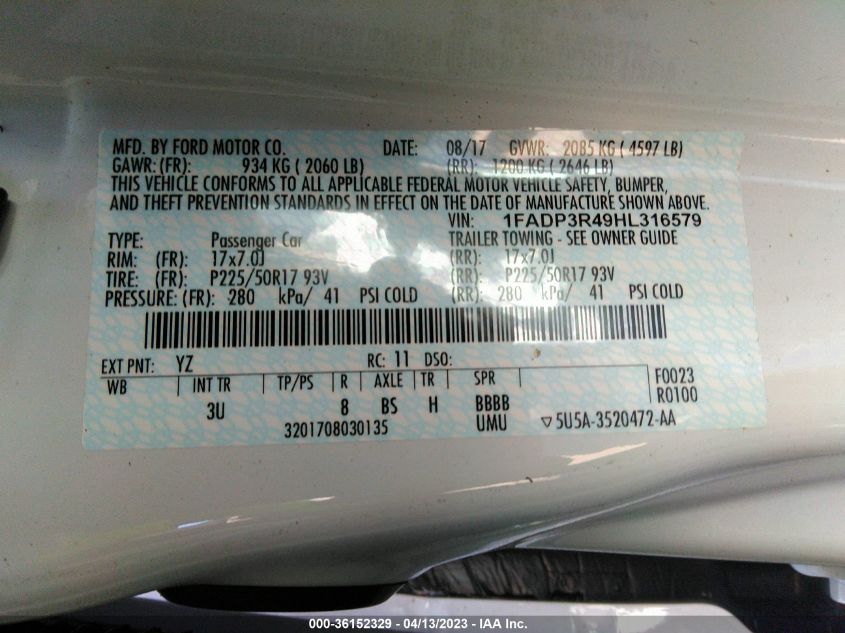 MFD. BY FORD MOTOR CO. DATE: 08/17 GVWR: 2085 KG ( 4597 LB)
GAWR: (FR): 934 KG ( 2060 LB) (RR): 1200 KG ( 2646 LB)
THIS VEHICLE CONFORMS TO ALL APPLICABLE FEDERAL MOTOR VEHICLE SAFETY, BUMPER,
AND THEFT PREVENTION STANDARDS IN EFFECT ON THE DATE OF MANUFACTURE SHOWN ABOVE.
VIN: 1FADP3R49HL316579
TYPE: Passenger Car TRAILER TOWING - SEE OWNER GUIDE
RIM: (FR): 17x7.0J (RR): 17x7.0J
TIRE: (FR): P225/50R17 93V (RR): P225/50R17 93V
PRESSURE: (FR): 280 kPa/ 41 PSI COLD (RR): 280 kPa/ 41 PSI COLD
EXT PNT: YZ RC: 11 DSO:
WB INT TR TP/PS R AXLE TR SPR F0023
3U 8 BS H BBBB R0100
3201708030135 UMU ▽5U5A-3520472-AA
000-36152329 - 04/13/2023 - IAA Inc.